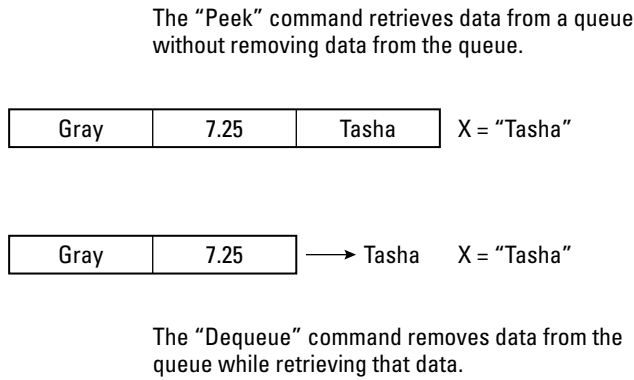 The “Peek” command retrieves data from a queue
without removing data from the queue.
Gray 7.25 Tasha X = “Tasha”
Gray 7.25 Tasha X = “Tasha”
The “Dequeue” command removes data from the
queue while retrieving that data.